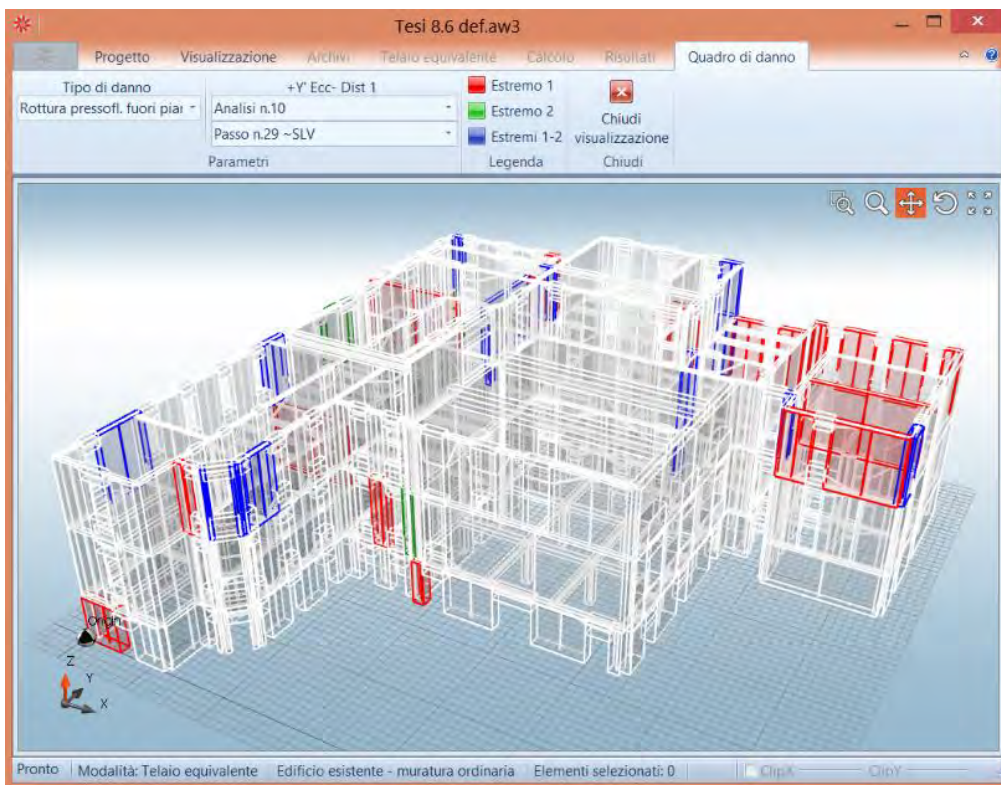 Tesi 8.6 def.aw3
Progetto Visualizzazione Archivi Telaio equivalente Calcolo Risultati Quadro di danno
Tipo di danno
Rottura pressofl. fuori pian
+Y' Ecc- Dist 1
Analisi n.10
Passo n.29 ~SLV
Parametri
Estremo 1
Estremo 2
Estremi 1-2
Legenda
Chiudi
visualizzazione
Chiudi
Origin
Z
Y
X
Pronto Modalità: Telaio equivalente Edificio esistente - muratura ordinaria Elementi selezionati: 0 ClipX ClipY